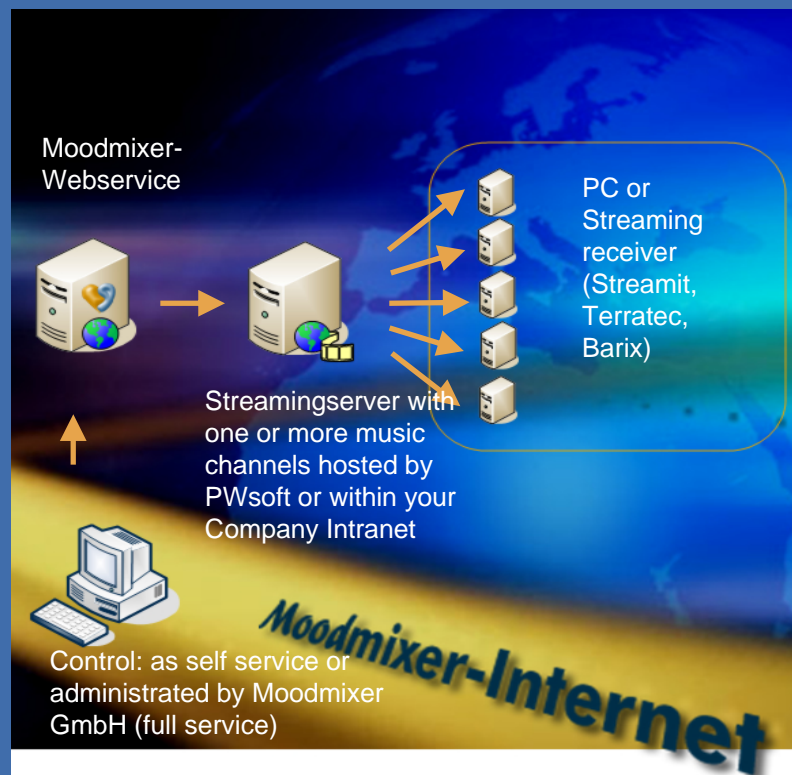 Moodmixer-
Webservice
PC or
Streaming
receiver
(Streamit,
Terratec,
Barix)
Streamingserver with
one or more music
channels hosted by
PWsoft or within your
Company Intranet
Control: as self service or
administrated by Moodmixer
GmbH (full service)
Moodmixer-Internet